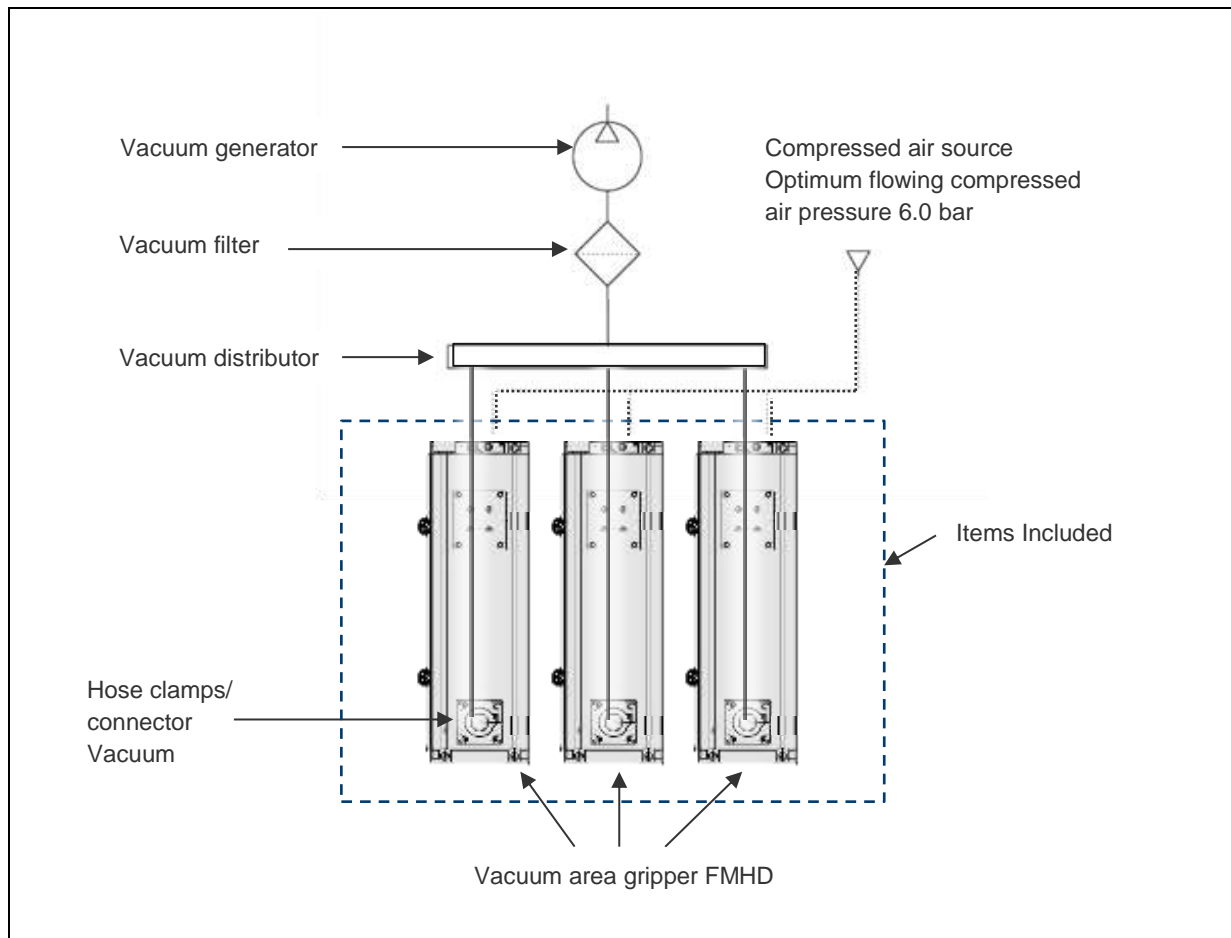 Vacuum generator
Compressed air source
Optimum flowing compressed
air pressure 6.0 bar
Vacuum filter
Vacuum distributor
Items Included
Hose clamps/
connector
Vacuum
Vacuum area gripper FMHD